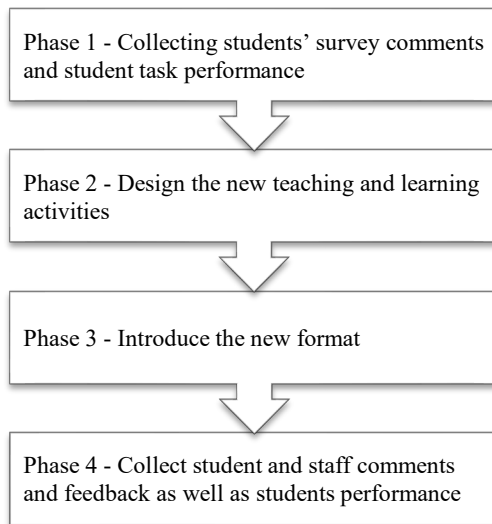 Phase 1 - Collecting students’ survey comments
and student task performance
Phase 2 - Design the new teaching and learning
activities
Phase 3 - Introduce the new format
Phase 4 - Collect student and staff comments
and feedback as well as students performance